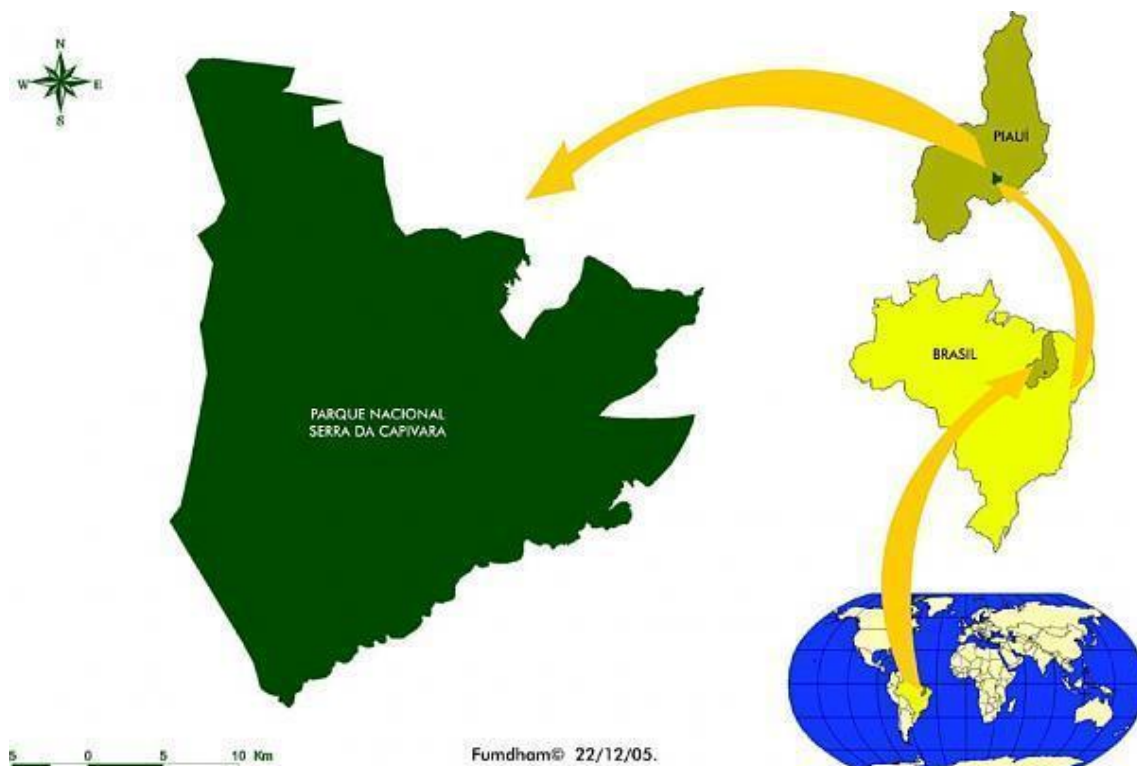 N
W E
S
PIAUÍ
BRASIL
PARQUE NACIONAL
SERRA DA CAPIVARA
5 0 5 10 Km
Fumdham© 22/12/05.